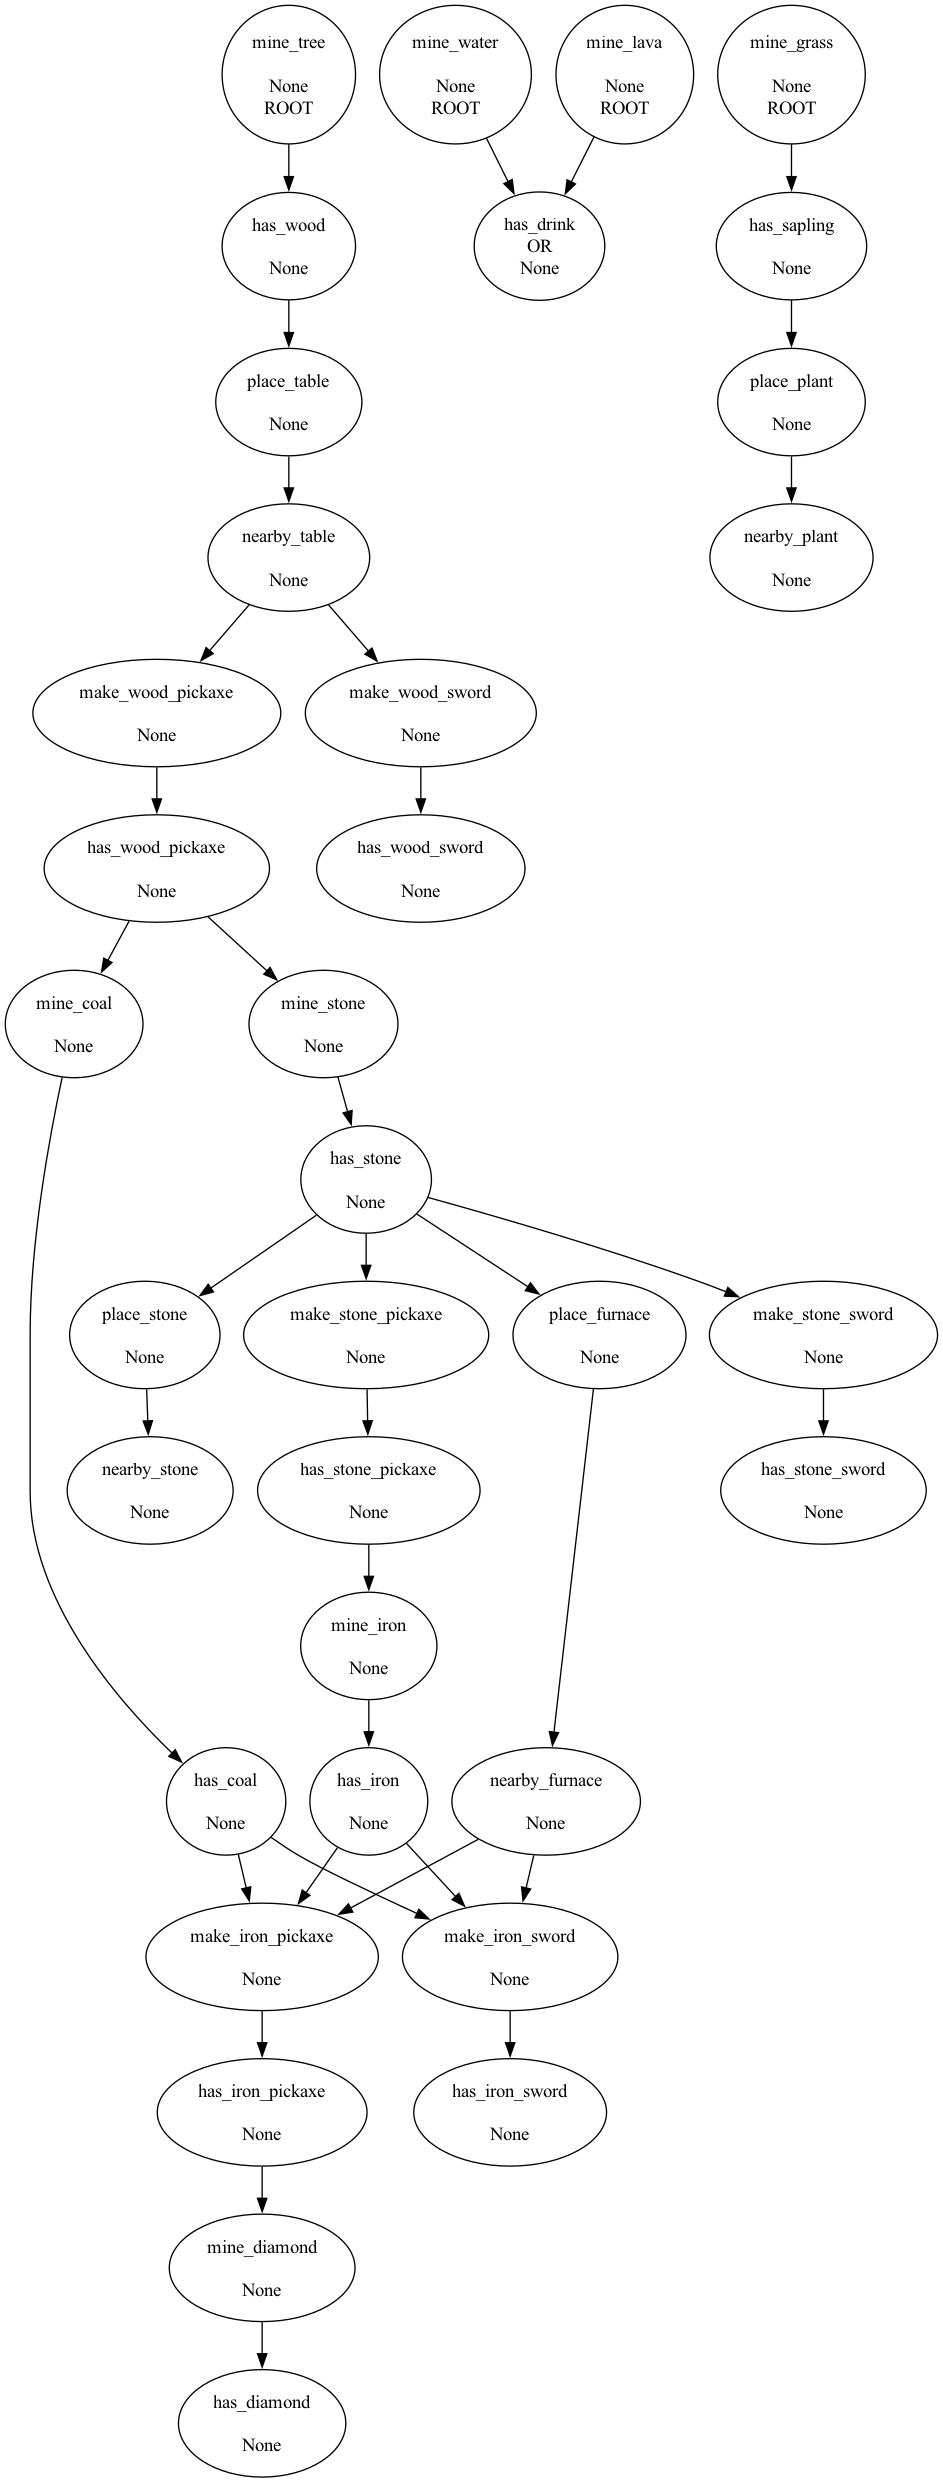 mine_tree
None
ROOT
mine_water
None
ROOT
mine_lava
None
ROOT
mine_grass
None
ROOT
has_wood
None
has_drink
OR
None
has_sapling
None
place_table
None
place_plant
None
nearby_table
None
nearby_plant
None
make_wood_pickaxe
None
make_wood_sword
None
has_wood_pickaxe
None
has_wood_sword
None
mine_coal
None
mine_stone
None
has_stone
None
place_stone
None
make_stone_pickaxe
None
place_furnace
None
make_stone_sword
None
nearby_stone
None
has_stone_pickaxe
None
has_stone_sword
None
mine_iron
None
has_coal
None
has_iron
None
nearby_furnace
None
make_iron_pickaxe
None
make_iron_sword
None
has_iron_pickaxe
None
has_iron_sword
None
mine_diamond
None
has_diamond
None